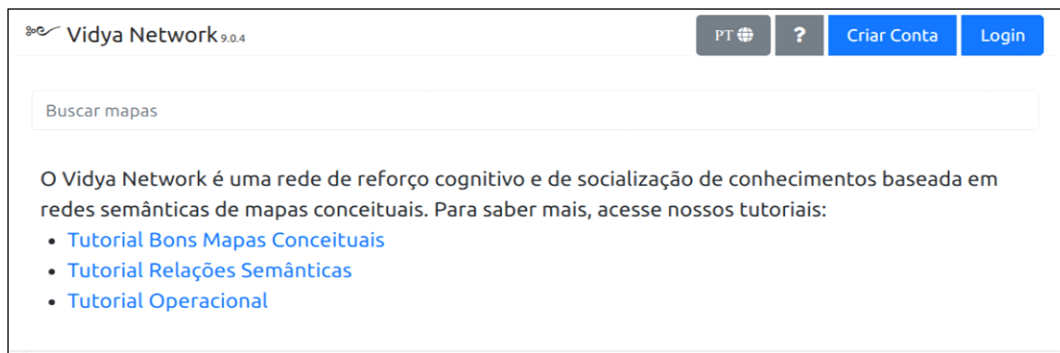 Vidya Network 9.0.4
PT
?
Criar Conta
Login
Buscar mapas
O Vidya Network é uma rede de reforço cognitivo e de socialização de conhecimentos baseada em
redes semânticas de mapas conceituais. Para saber mais, acesse nossos tutoriais:
• Tutorial Bons Mapas Conceituais
• Tutorial Relações Semânticas
• Tutorial Operacional